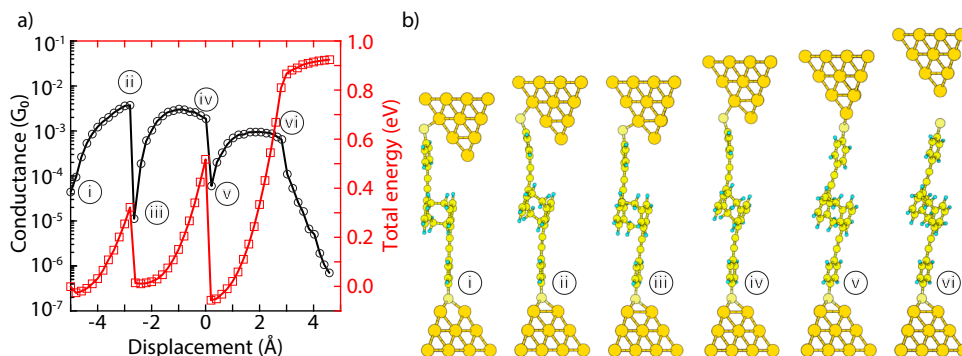 a)
b)
Conductance (G₀)
10⁻¹
10⁻²
10⁻³
10⁻⁴
10⁻⁵
10⁻⁶
10⁻⁷
ii
iv
vi
i
iii
v
1.0
0.8
0.6
0.4
0.2
0.0
Total energy (eV)
-4
-2
0
2
4
Displacement (Å)
i
ii
iii
iv
v
vi